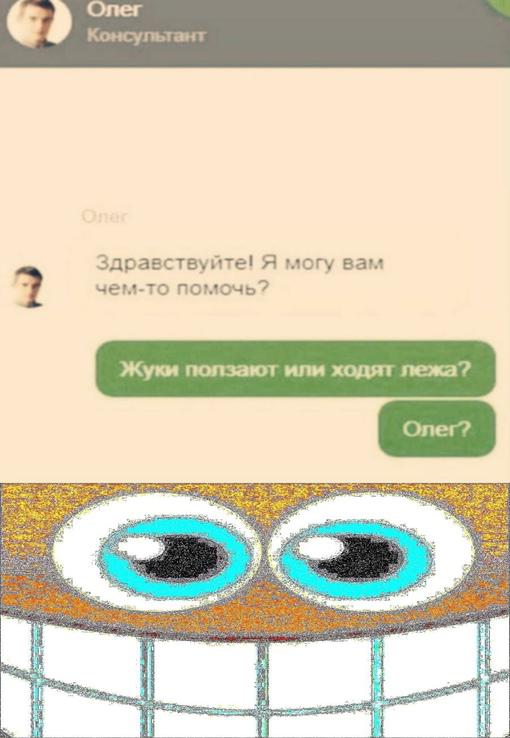 Олег
Консультант
Олег
Здравствуйте! Я могу вам
чем-то помочь?
Жуки ползают или ходят лежа?
Олег?